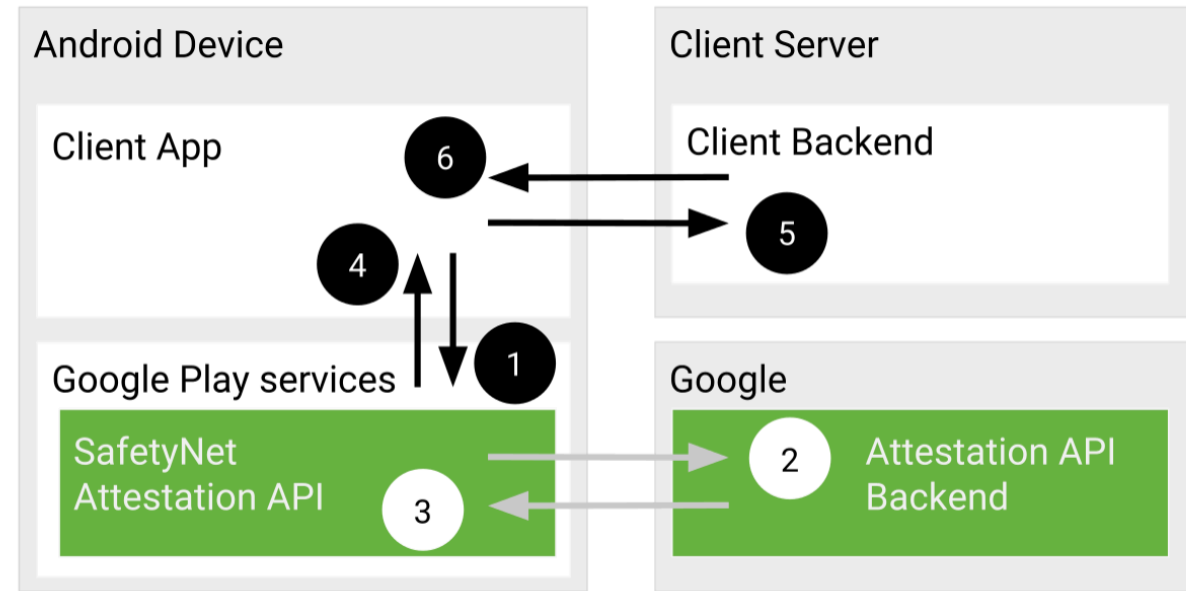 Android Device
Client App
6
4
1
Google Play services
SafetyNet
Attestation API
3
Client Server
Client Backend
5
Google
2
Attestation API
Backend